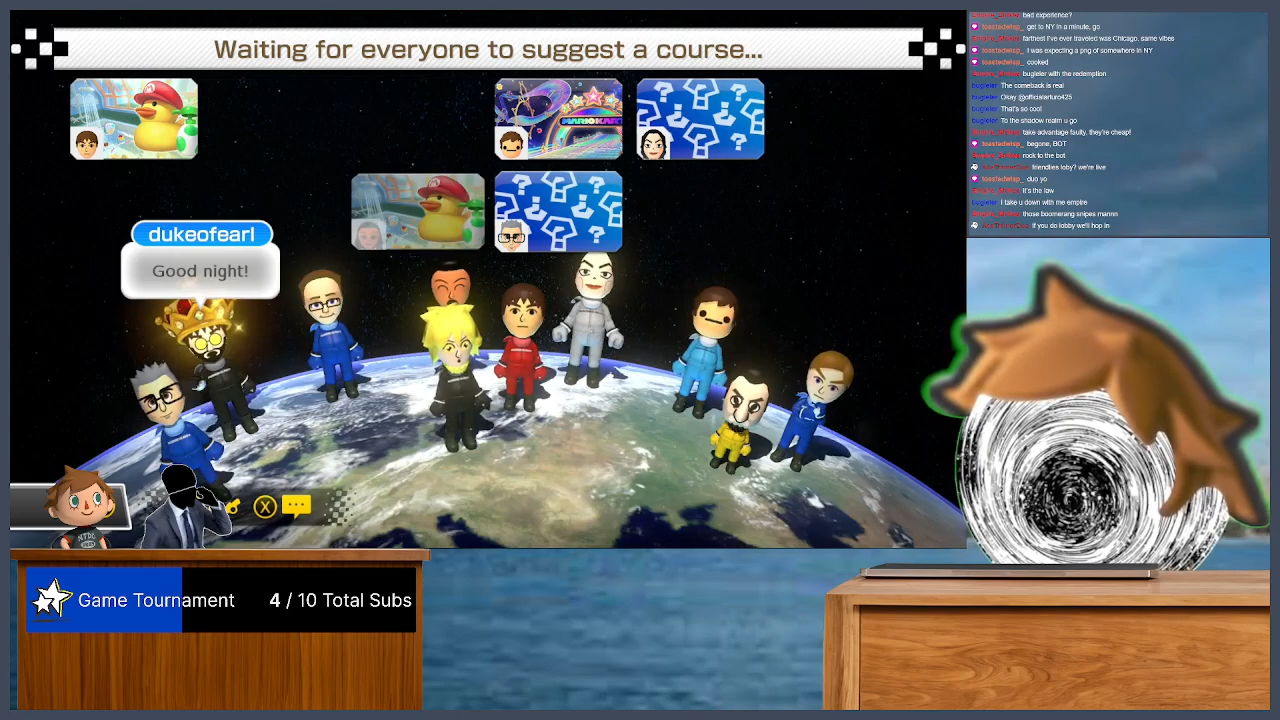 Waiting for everyone to suggest a course...
MARIOKART
dukeofearl
Good night!
X
NTDC
Game Tournament
4 / 10 Total Subs
bad experience?
toastedwisp_ get to NY in a minute, go
farthest I've ever traveled was Chicago. same vibes
toastedwisp_ I was expecting a png of somewhere in NY
toastedwisp_ cooked
bugleler with the redemption
bugleler The comeback is real
bugleler Okay @officialarturo425
bugleler That's so cool
bugleler To the shadow realm u go
take advantage faulty, they're cheap!
toastedwisp_ begone, BOT
rock to the bot
friendlies loby? we're live
toastedwisp_ duo yo
It's the law
bugleler I take u down with me empire
those boomerang snipes mannn
If you do lobby we'll hop in